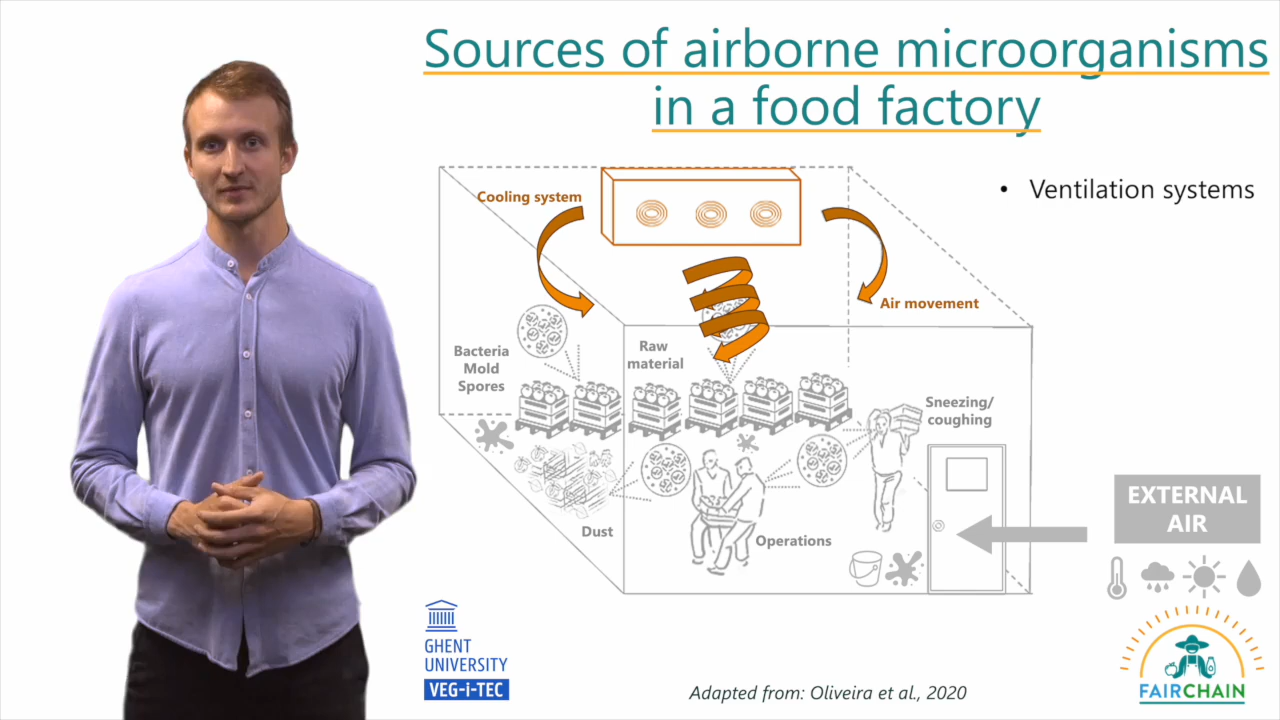 Sources of airborne microorganisms
in a food factory
• Ventilation systems
Cooling system
Air movement
Bacteria
Mold
Spores
Raw
material
Sneezing/
coughing
Dust
Operations
EXTERNAL
AIR
GHENT
UNIVERSITY
VEG-i-TEC
Adapted from: Oliveira et al., 2020
FAIRCHAIN